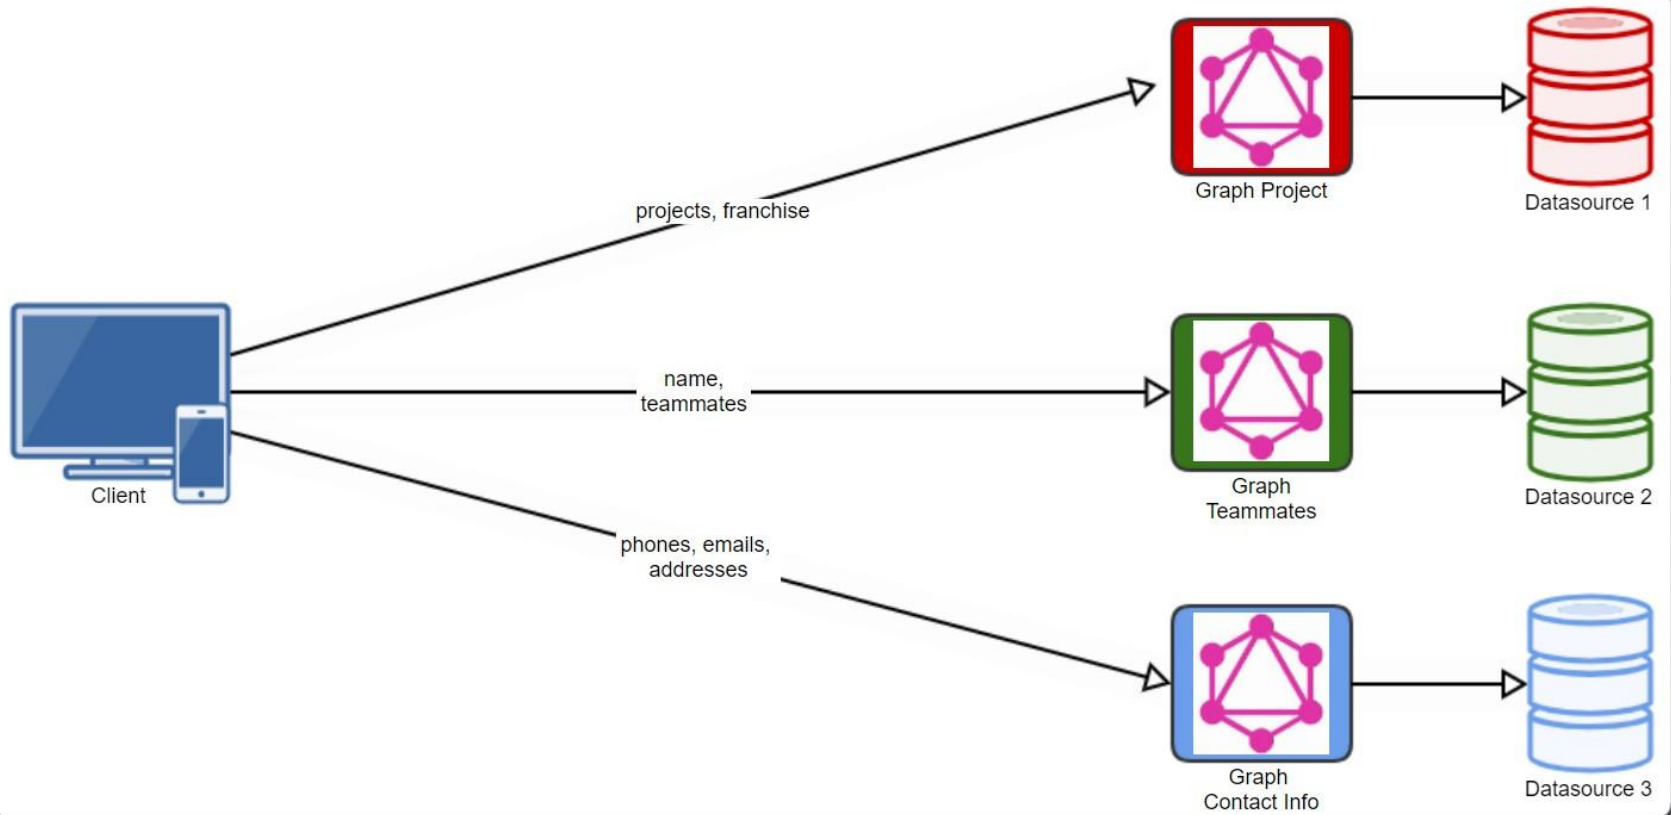 projects, franchise
Graph Project
Datasource 1
Client
name,
teammates
Graph
Teammates
Datasource 2
phones, emails,
addresses
Graph
Contact Info
Datasource 3